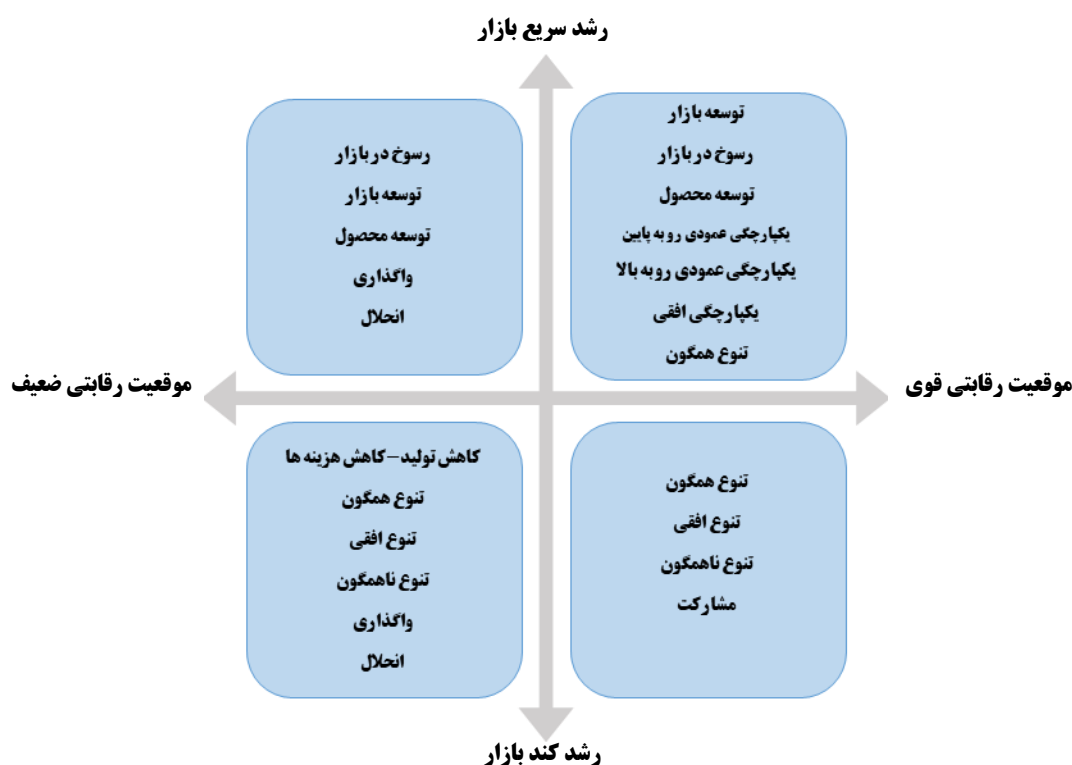 رشد سریع بازار
توسعه بازار
رسوخ در بازار
توسعه محصول
یکپارچگی عمودی رو به پایین
یکپارچگی عمودی رو به بالا
یکپارچگی افقی
تنوع همگون
رسوخ در بازار
توسعه بازار
توسعه محصول
واگذاری
انحلال
موقعیت رقابتی قوی
موقعیت رقابتی ضعیف
تنوع همگون
تنوع افقی
تنوع ناهمگون
مشارکت
کاهش تولید – کاهش هزینه ها
تنوع همگون
تنوع افقی
تنوع ناهمگون
واگذاری
انحلال
رشد کند بازار